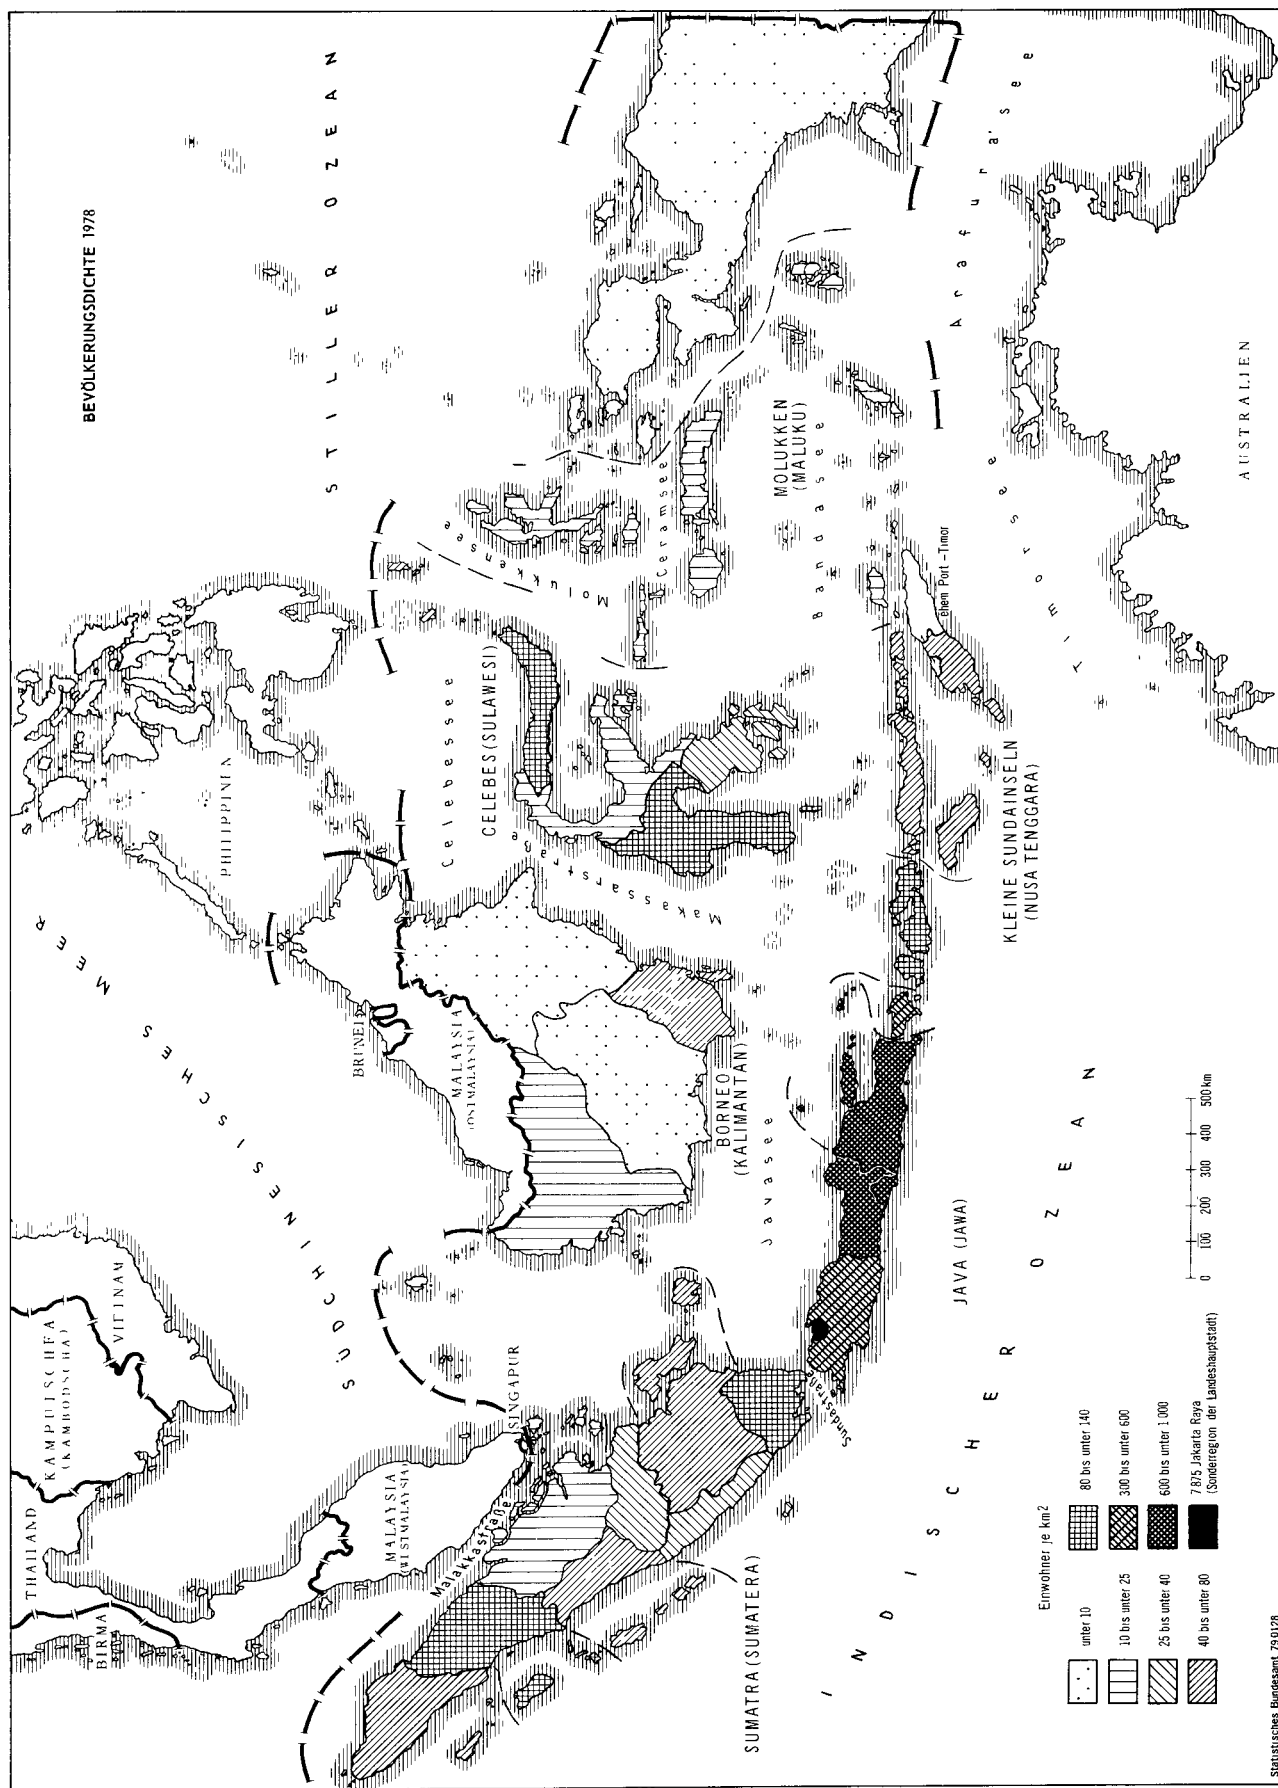 BEVÖLKERUNGSDICHTE 1978
STILLER OZEAN
SÜDCHINESISCHES MEER
THAILAND
BIRMA
KAMPUTSCHEA
(KAMBODSCHA)
VIETNAM
MALAYSIA
(WESTMALAYSIA)
SINGAPUR
Malakkastraße
PHILIPPINEN
BRUNEI
MALAYSIA
(OSTMALAYSIA)
Celebessee
CELEBES (SULAWESI)
Molukkensee
Ceramsee
MOLUKKEN
(MALUKU)
Bandasee
Arafurasee
Makassarstraße
BORNEO
(KALIMANTAN)
Javasee
Sundastraße
SUMATRA (SUMATERA)
JAVA (JAWA)
KLEINE SUNDAINSELN
(NUSA TENGGARA)
ehem Port.-Timor
Timorsee
AUSTRALIEN
INDISCHER OZEAN
Einwohner je km²
unter 10
10 bis unter 25
25 bis unter 40
40 bis unter 80
80 bis unter 140
300 bis unter 600
600 bis unter 1 000
7 875 Jakarta Raya
(Sonderregion der Landeshauptstadt)
0 100 200 300 400 500 km
Statistisches Bundesamt 790128